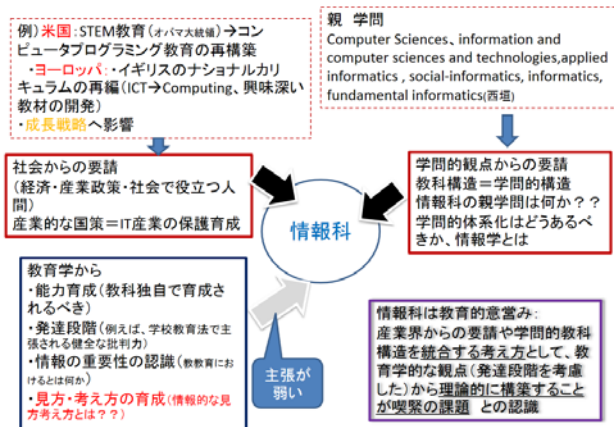 例）米国：STEM教育（オバマ大統領）→コン
ピュータプログラミング教育の再構築
・ヨーロッパ：・イギリスのナショナルカリ
キュラムの再編（ICT→Computing、興味深い
教材の開発）
・成長戦略へ影響
親　学問
Computer Sciences、information and
computer sciences and technologies,applied
informatics , social-informatics, informatics,
fundamental informatics(西垣)
社会からの要請
（経済・産業政策・社会で役立つ人
間）
産業的な国策＝IT産業の保護育成
学問的観点からの要請
教科構造＝学問的構造
情報科の親学問は何か？？
学問的体系化はどうあるべ
きか、情報学とは
情報科
教育学から
・能力育成（教科独自で育成さ
れるべき）
・発達段階（例えば、学校教育法で主
張される健全な批判力）
・情報の重要性の認識（教教育にお
けるとは何か）
・見方・考え方の育成（情報的な見
方考え方とは？？）
主張が
弱い
情報科は教育的意営み：
産業界からの要請や学問的教科
構造を統合する考え方として、教
育学的な観点（発達段階を考慮
した）から理論的に構築すること
が喫緊の課題　との認識